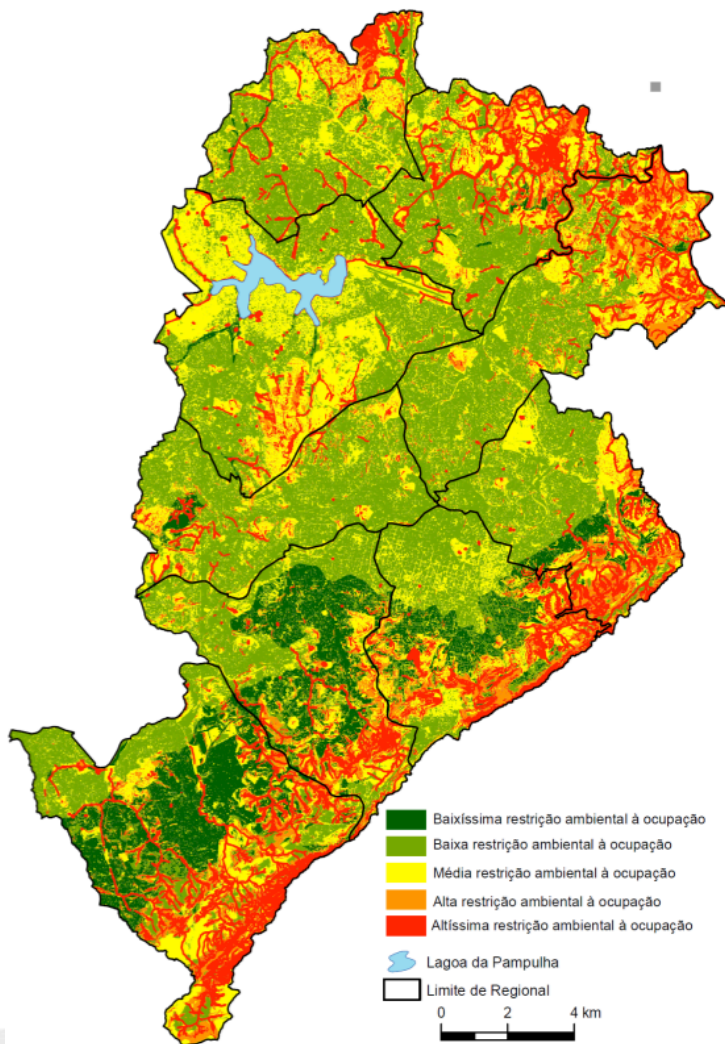 Baixíssima restrição ambiental à ocupação
Baixa restrição ambiental à ocupação
Média restrição ambiental à ocupação
Alta restrição ambiental à ocupação
Altíssima restrição ambiental à ocupação
Lagoa da Pampulha
Limite de Regional
0 2 4 km